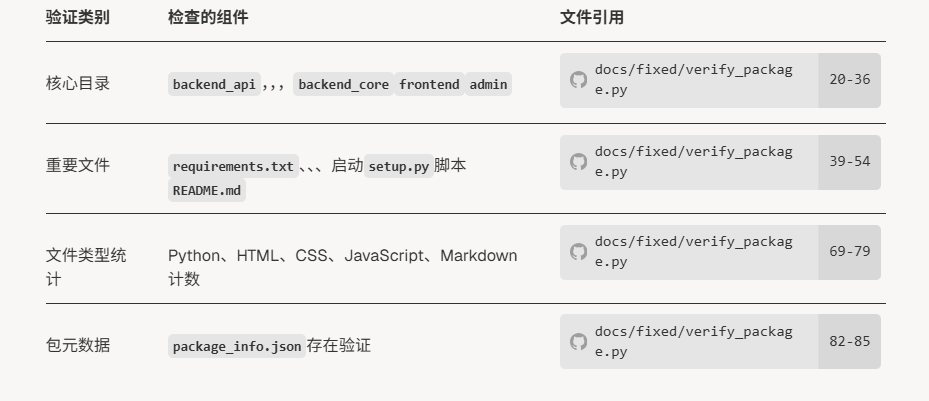 验证类别 检查的组件 文件引用
核心目录 backend_api，，， backend_core frontend admin docs/fixed/verify_packag
e.py 20-36
重要文件 requirements.txt、、、启动 setup.py 脚本 docs/fixed/verify_packag
README.md e.py 39-54
文件类型统 Python、HTML、CSS、JavaScript、Markdown docs/fixed/verify_packag
计 计数 e.py 69-79
包元数据 package_info.json 存在验证 docs/fixed/verify_packag
e.py 82-85